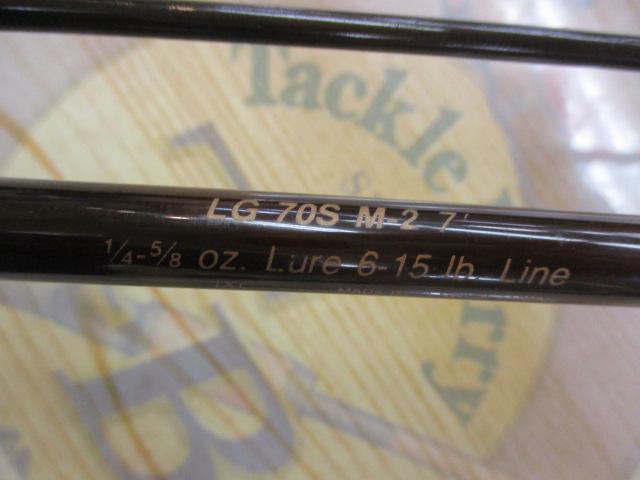 Tackle
LG 70S M-2 7'
1/4-5/8 oz. Lure 6-15 lb. Line